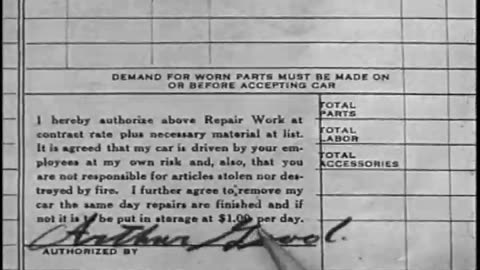 DEMAND FOR WORN PARTS MUST BE MADE ON
OR BEFORE ACCEPTING CAR
I hereby authorize above Repair Work at
contract rate plus necessary material at list.
It is agreed that my car is driven by your em-
ployees at my own risk and, also, that you
are not responsible for articles stolen nor des-
troyed by fire. I further agree to remove my
car the same day repairs are finished and if
not it is to be put in storage at $1.00 per day.
Arthur
AUTHORIZED BY
TOTAL
PARTS
TOTAL
LABOR
TOTAL
ACCESSORIES